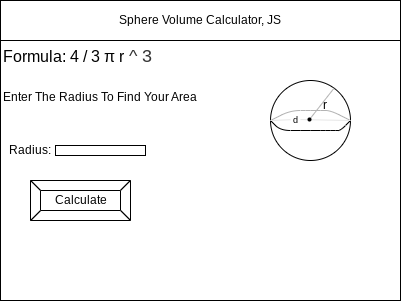 Sphere Volume Calculator, JS
Formula: 4 / 3 π r ^ 3
Enter The Radius To Find Your Area
r
d
Radius:
Calculate